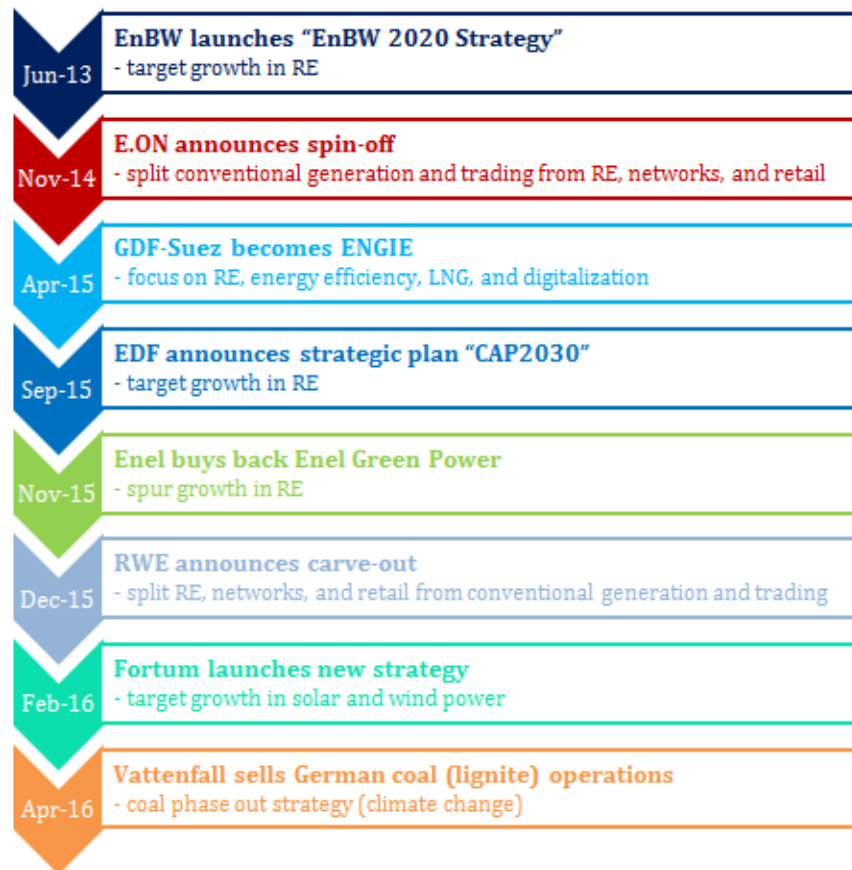 EnBW launches “EnBW 2020 Strategy”
Jun-13
- target growth in RE
E.ON announces spin-off
Nov-14
- split conventional generation and trading from RE, networks, and retail
GDF-Suez becomes ENGIE
Apr-15
- focus on RE, energy efficiency, LNG, and digitalization
EDF announces strategic plan “CAP2030”
Sep-15
- target growth in RE
Enel buys back Enel Green Power
Nov-15
- spur growth in RE
RWE announces carve-out
Dec-15
- split RE, networks, and retail from conventional generation and trading
Fortum launches new strategy
Feb-16
- target growth in solar and wind power
Vattenfall sells German coal (lignite) operations
Apr-16
- coal phase out strategy (climate change)